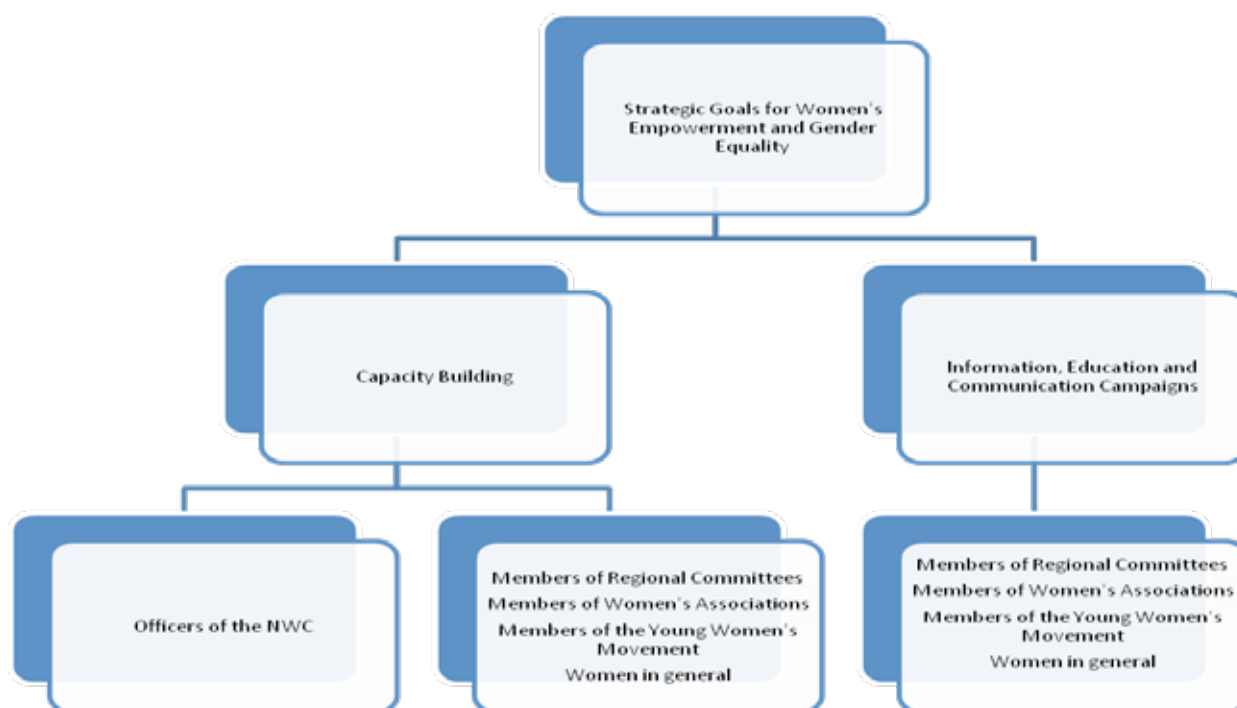 Strategic Goals for Women's
Empowerment and Gender
Equality
Capacity Building
Information, Education and
Communication Campaigns
Officers of the NWC
Members of Regional Committees
Members of Women's Associations
Members of the Young Women's
Movement
Women in general
Members of Regional Committees
Members of Women's Associations
Members of the Young Women's
Movement
Women in general